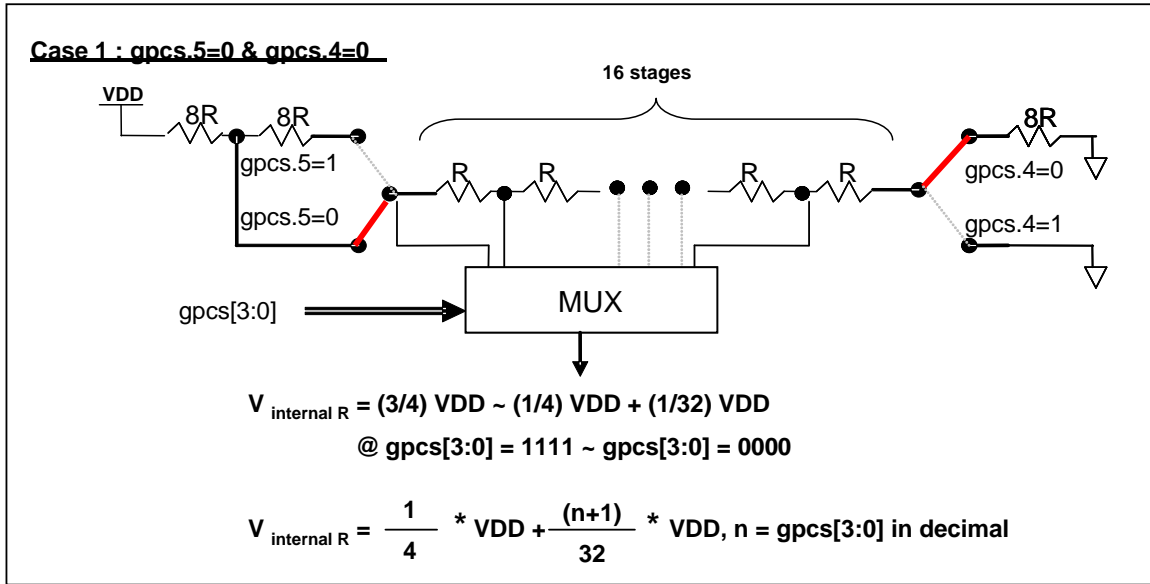 Case 1 : gpcs.5=0 & gpcs.4=0
16 stages
VDD
8R 8R 8R
gpcs.5=1 R R R R gpcs.4=0
gpcs.5=0 gpcs.4=1
MUX
gpcs[3:0]
V internal R = (3/4) VDD ~ (1/4) VDD + (1/32) VDD
@ gpcs[3:0] = 1111 ~ gpcs[3:0] = 0000
V internal R = 1/4 * VDD + (n+1)/32 * VDD, n = gpcs[3:0] in decimal